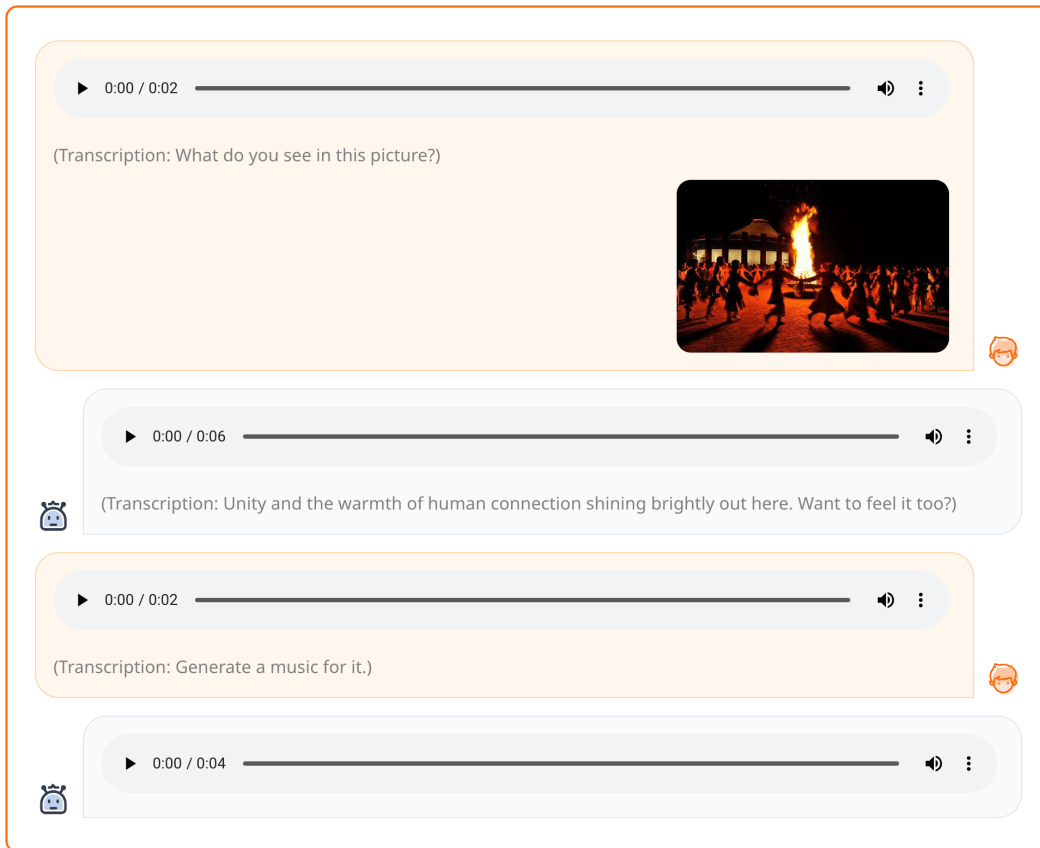 0:00 / 0:02
(Transcription: What do you see in this picture?)
0:00 / 0:06
(Transcription: Unity and the warmth of human connection shining brightly out here. Want to feel it too?)
0:00 / 0:02
(Transcription: Generate a music for it.)
0:00 / 0:04